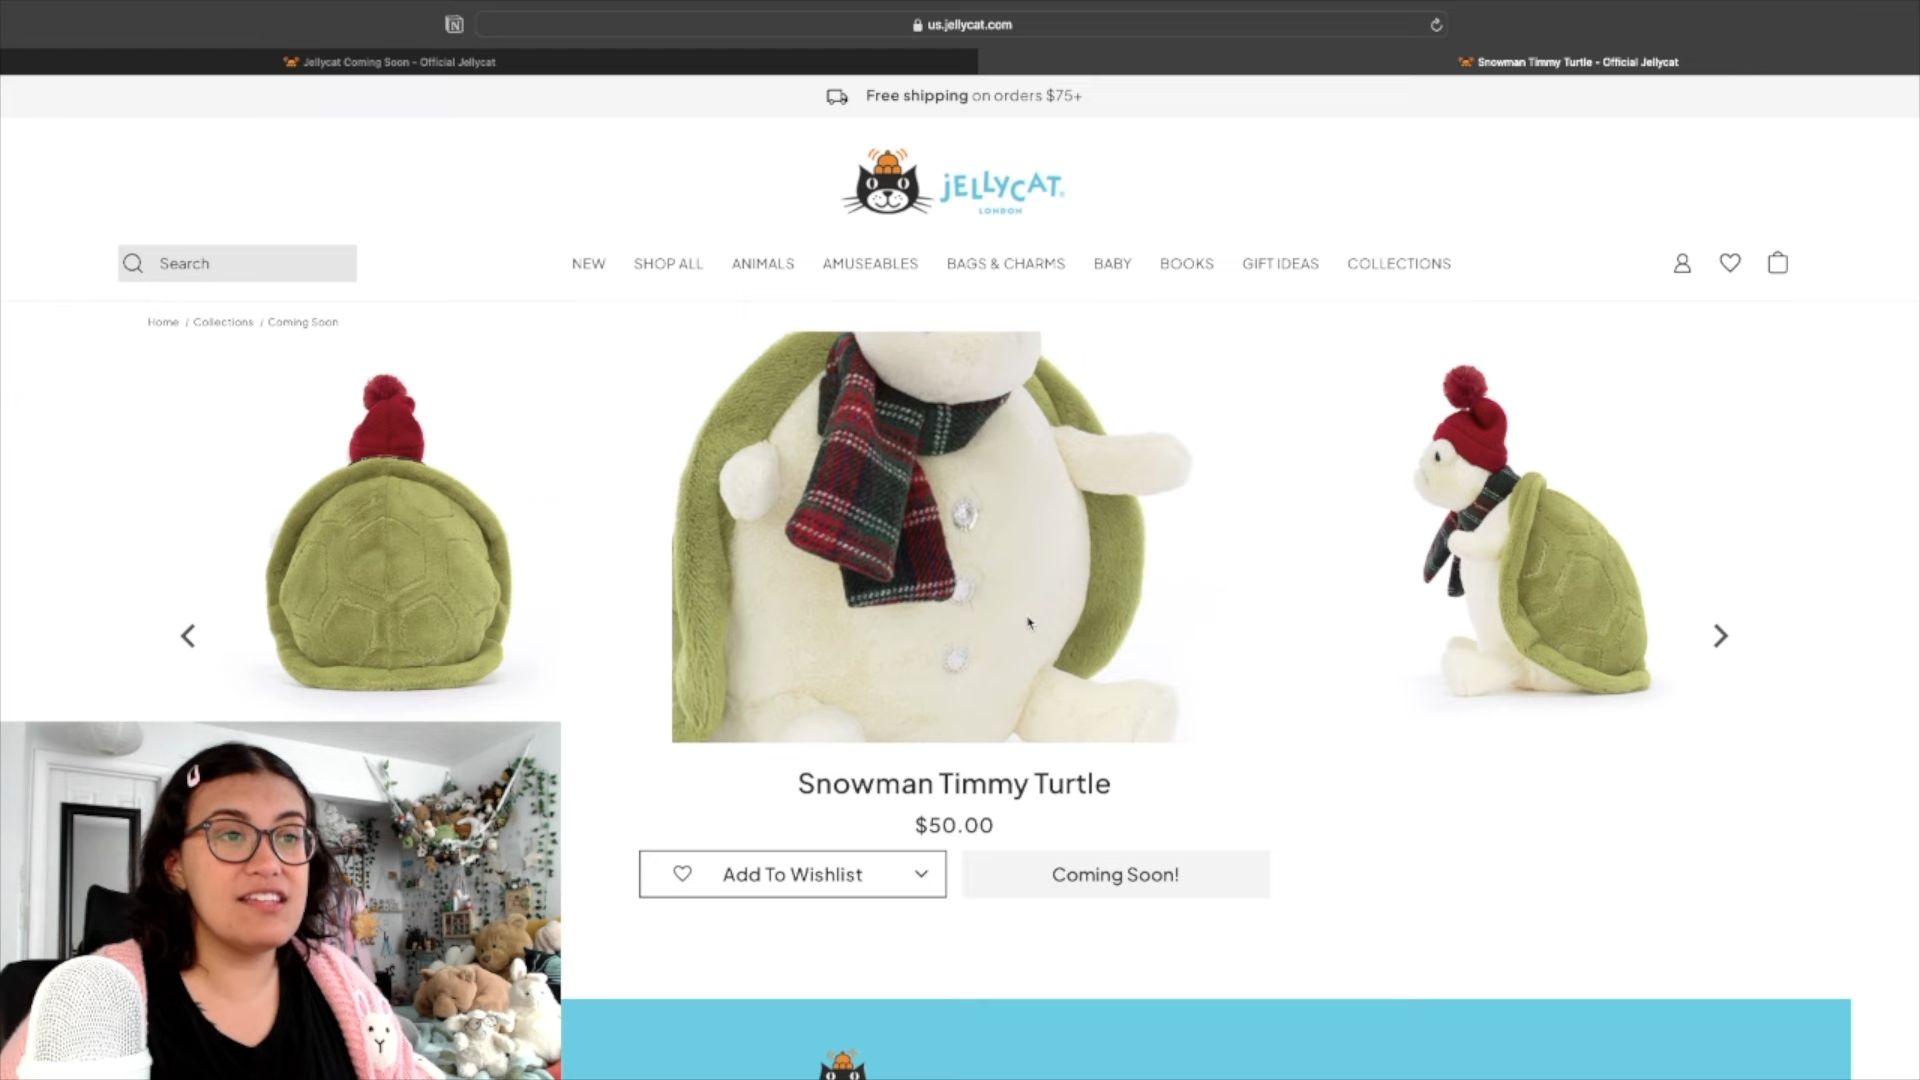 us.jellycat.com
Jellycat Coming Soon - Official Jellycat
Snowman Timmy Turtle - Official Jellycat
Free shipping on orders $75+
JELLYCAT
LONDON
Search
NEW
SHOP ALL
ANIMALS
AMUSEABLES
BAGS & CHARMS
BABY
BOOKS
GIFT IDEAS
COLLECTIONS
Home / Collections / Coming Soon
Snowman Timmy Turtle
$50.00
Add To Wishlist
Coming Soon!